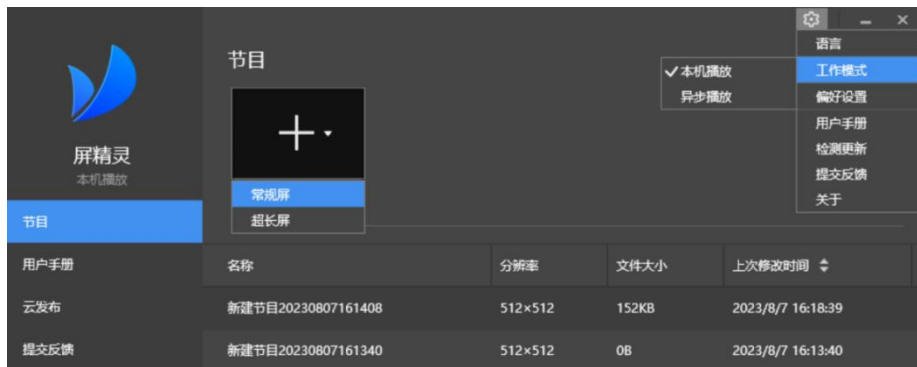 语言
节目
✓本机播放
工作模式
异步播放
偏好设置
用户手册
检测更新
提交反馈
关于
屏精灵
本机播放
常规屏
超长屏
节目
用户手册
云发布
提交反馈
名称 分辨率 文件大小 上次修改时间
新建节目20230807161408 512×512 152KB 2023/8/7 16:18:39
新建节目20230807161340 512×512 0B 2023/8/7 16:13:40